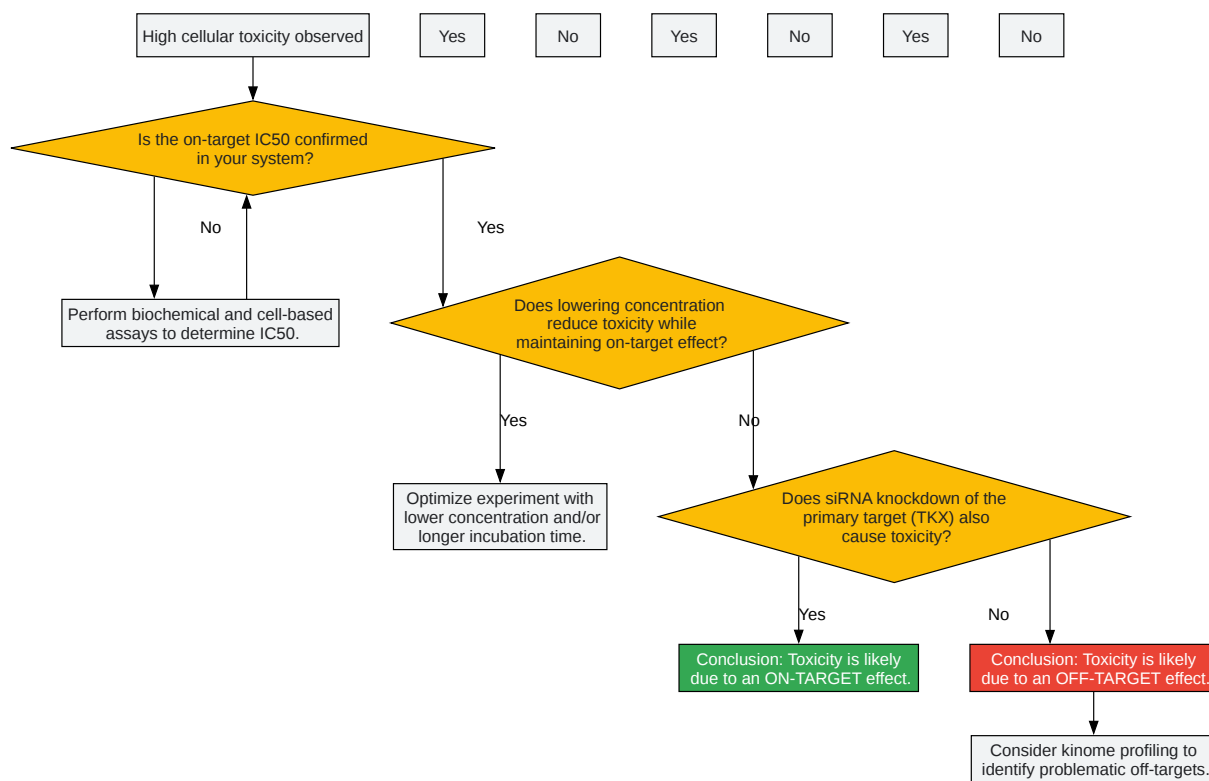 High cellular toxicity observed
Yes
No
Yes
No
Yes
No
Is the on-target IC50 confirmed
in your system?
No
Yes
Perform biochemical and cell-based
assays to determine IC50.
Does lowering concentration
reduce toxicity while
maintaining on-target effect?
Yes
No
Optimize experiment with
lower concentration and/or
longer incubation time.
Does siRNA knockdown of the
primary target (TKX) also
cause toxicity?
Yes
No
Conclusion: Toxicity is likely
due to an ON-TARGET effect.
Conclusion: Toxicity is likely
due to an OFF-TARGET effect.
Consider kinome profiling to
identify problematic off-targets.